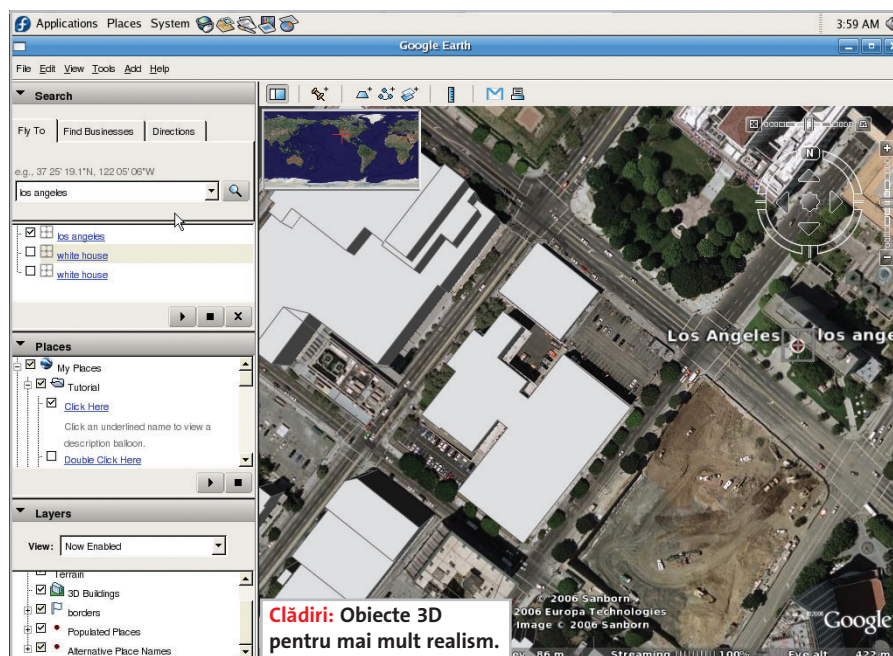 Applications Places System 3:59 AM
Google Earth
File Edit View Tools Add Help
Search
Fly To Find Businesses Directions
e.g., 37 25' 19.1"N, 122 05' 06"W
los angeles
los angeles
white house
white house
Places
My Places
Tutorial
Click Here
Click an underlined name to view a
description balloon.
Double Click Here
Layers
View: Now Enabled
Terrain
3D Buildings
borders
Populated Places
Alternative Place Names
N
Los Angeles los ange
© 2006 Sanborn
2006 Europa Technologies
Image © 2006 Sanborn
Google
86 m Streaming 100% Eye alt 422 m
Clădiri: Obiecte 3D
pentru mai mult realism.